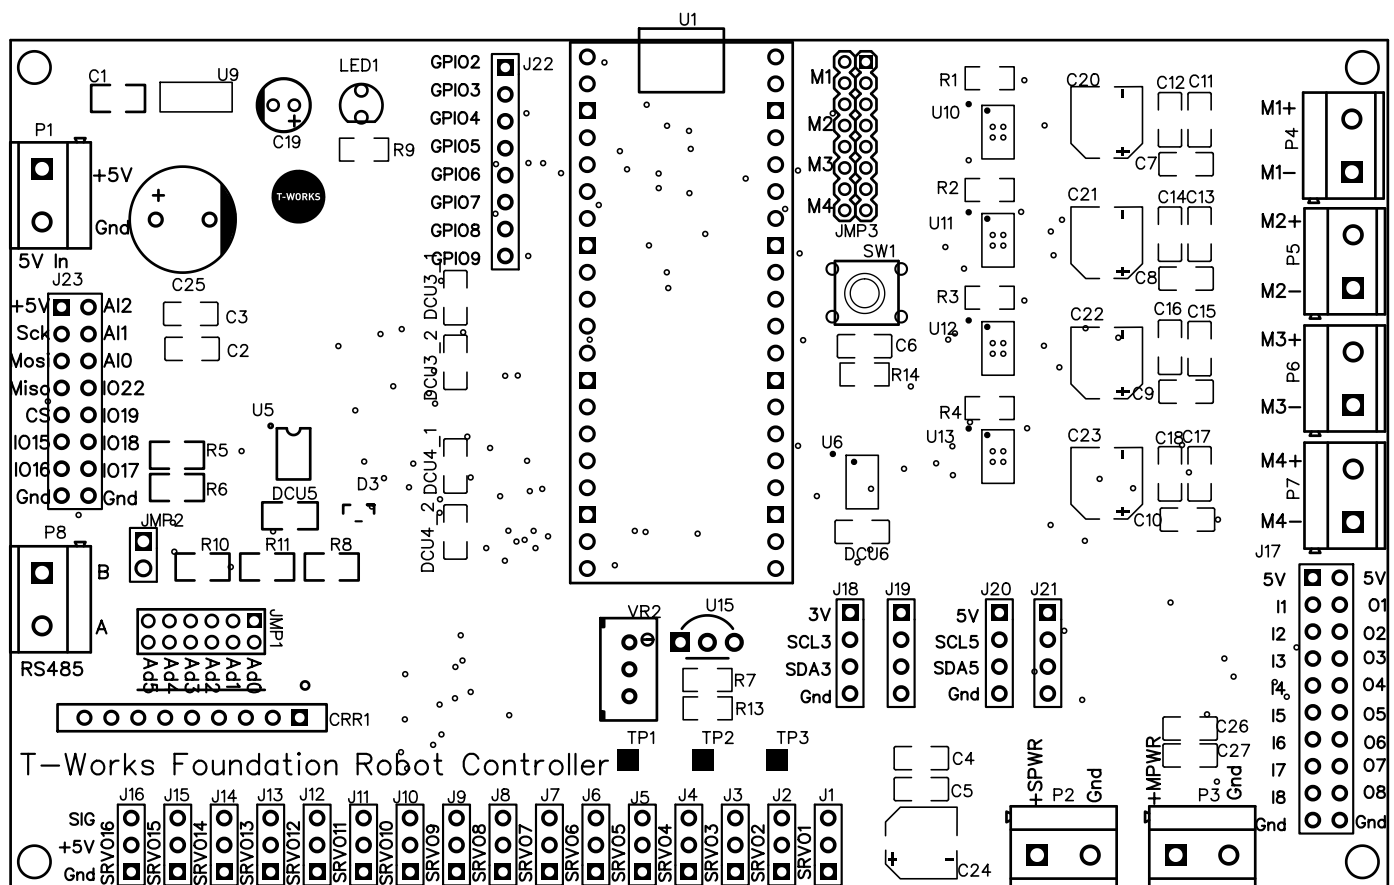 U1
C1
U9
LED1
GPIO2
J22
GPIO3
GPIO4
GPIO5
GPIO6
GPIO7
GPIO8
GPIO9
M1
M2
M3
M4
JMP3
R1
U10
C20
C12
C11
C7
M1+
P4
M1-
P1
+5V
Gnd
5V In
C19
R9
T-WORKS
C25
R2
U11
C21
C14
C13
C8
M2+
P5
M2-
SW1
J23
+5V
AI2
Sck
AI1
Mosi
AI0
Miso
IO22
CS
IO19
IO15
IO18
IO16
IO17
Gnd
Gnd
C3
C2
DCU3_1
DCU3_2
DCU4_1
DCU4_2
R3
U12
C22
C16
C15
C9
M3+
P6
M3-
C6
R14
R4
U13
C23
C18
C17
C10
M4+
P7
M4-
U5
R5
R6
DCU5
D3
U6
DCU6
P8
B
A
RS485
JMP2
R10
R11
R8
JMP1
Ad5
Ad4
Ad3
Ad2
Ad1
Ad0
CRR1
VR2
U15
R7
R13
J18
J19
3V
SCL3
SDA3
Gnd
J20
J21
5V
SCL5
SDA5
Gnd
J17
5V
5V
I1
O1
I2
O2
I3
O3
I4
O4
I5
O5
I6
O6
I7
O7
I8
O8
Gnd
Gnd
TP1
TP2
TP3
T-Works Foundation Robot Controller
C4
C5
C24
C26
C27
+SPWR
P2
Gnd
+MPWR
P3
Gnd
J16
J15
J14
J13
J12
J11
J10
J9
J8
J7
J6
J5
J4
J3
J2
J1
SIG
+5V
Gnd
SRVO16
SRVO15
SRVO14
SRVO13
SRVO12
SRVO11
SRVO10
SRVO9
SRVO8
SRVO7
SRVO6
SRVO5
SRVO4
SRVO3
SRVO2
SRVO1